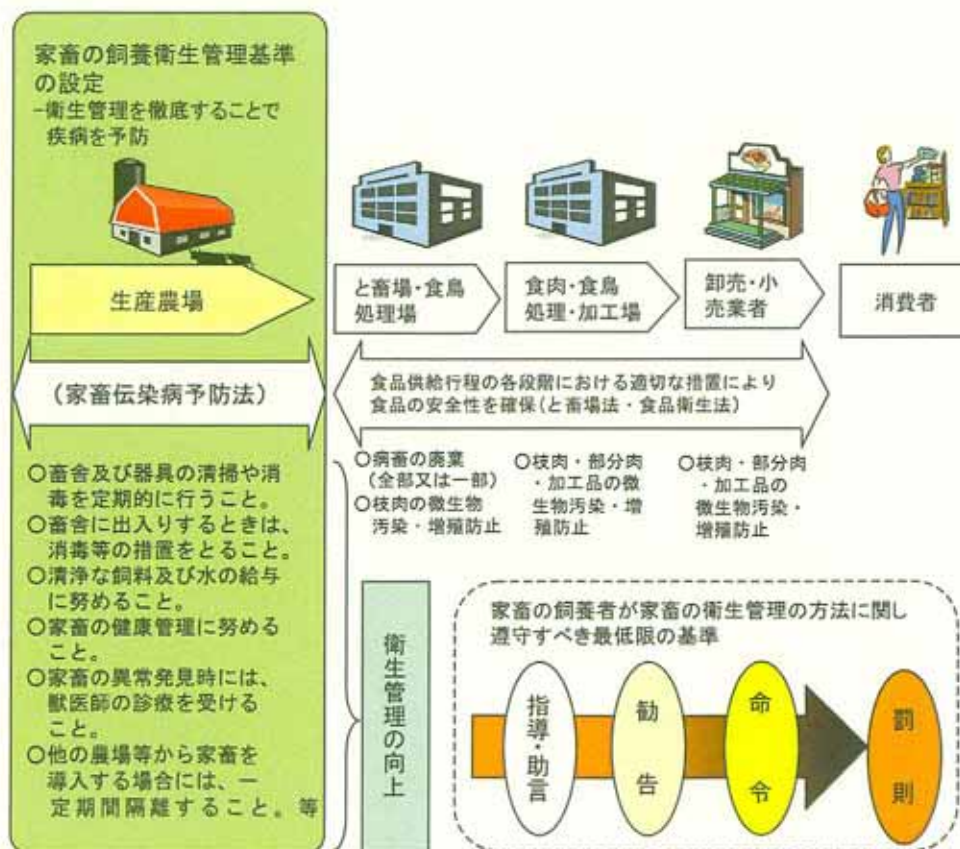 家畜の飼養衛生管理基準
の設定
-衛生管理を徹底することで
疾病を予防
生産農場
と畜場・食鳥
処理場
食肉・食鳥
処理・加工場
卸売・小
売業者
消費者
(家畜伝染病予防法)
食品供給行程の各段階における適切な措置により
食品の安全性を確保(と畜場法・食品衛生法)
○畜舎及び器具の清掃や消
毒を定期的に行うこと。
○畜舎に出入りするときは、
消毒等の措置をとること。
○清浄な飼料及び水の給与
に努めること。
○家畜の健康管理に努める
こと。
○家畜の異常発見時には、
獣医師の診療を受ける
こと。
○他の農場等から家畜を
導入する場合には、一
定期間隔離すること。等
○病畜の廃棄
(全部又は一部)
○枝肉の微生物
汚染・増殖防止
○枝肉・部分肉
・加工品の微
生物汚染・増
殖防止
○枝肉・部分肉
・加工品の
微生物汚染・
増殖防止
衛生管理の向上
家畜の飼養者が家畜の衛生管理の方法に関し
遵守すべき最低限の基準
指導・助言
勧告
命令
罰則